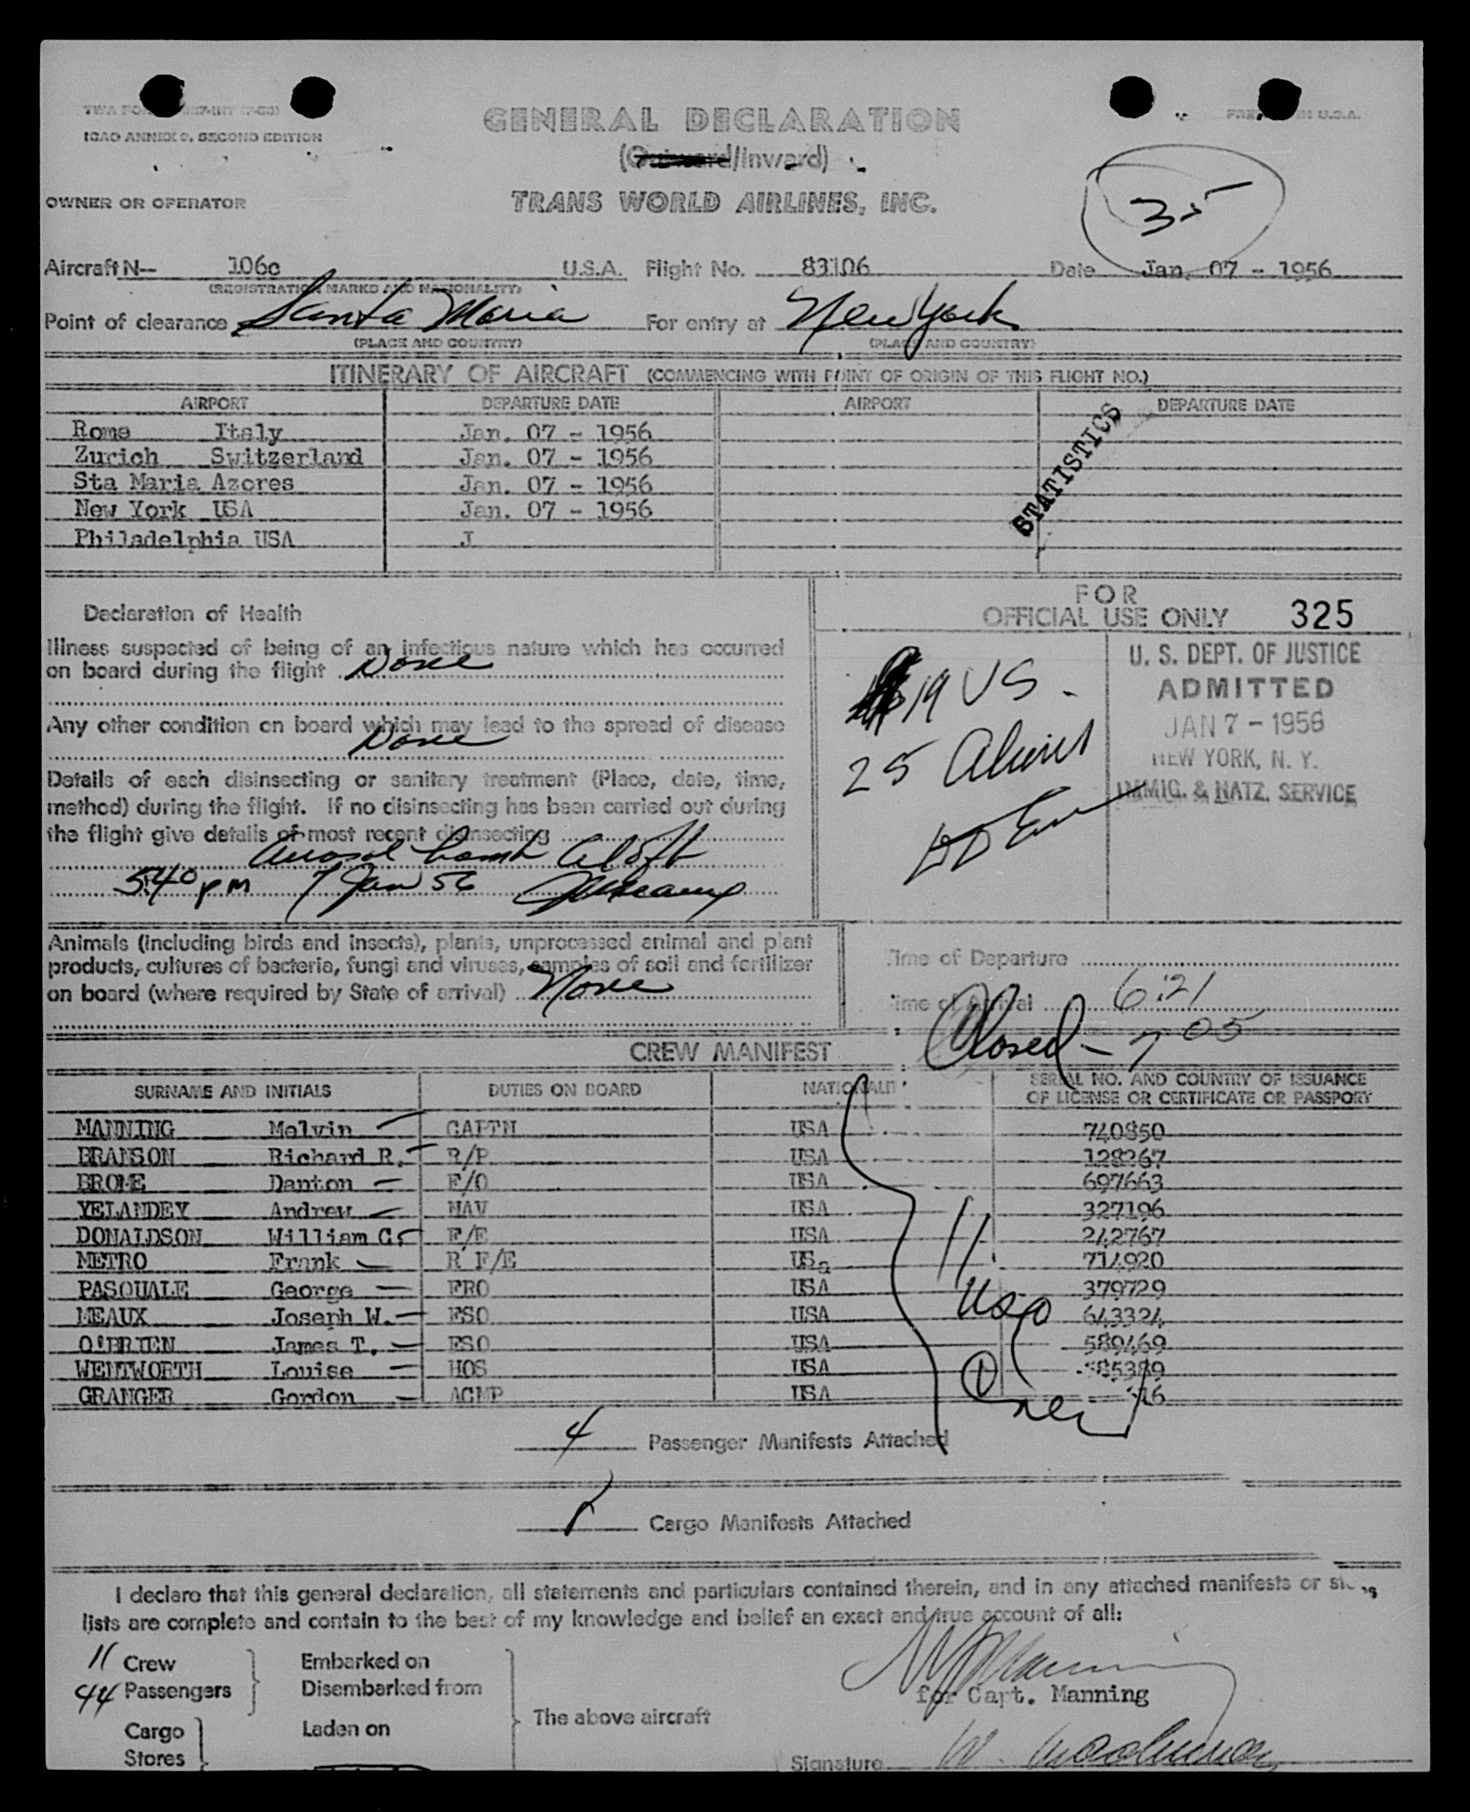 ICAO ANNEX 9, SECOND EDITION
GENERAL DECLARATION
(Outward/Inward)
OWNER OR OPERATOR
TRANS WORLD AIRLINES, INC.
35
Aircraft N-- 106c U.S.A. Flight No. 83106 Date Jan. 07 - 1956
(REGISTRATION MARKS AND NATIONALITY)
Point of clearance Santa Maria For entry at New York
(PLACE AND COUNTRY) (PLACE AND COUNTRY)
ITINERARY OF AIRCRAFT (COMMENCING WITH POINT OF ORIGIN OF THIS FLIGHT NO.)
AIRPORT DEPARTURE DATE AIRPORT DEPARTURE DATE
Rome Italy Jan. 07 - 1956
Zurich Switzerland Jan. 07 - 1956
Sta Maria Azores Jan. 07 - 1956
New York USA Jan. 07 - 1956
Philadelphia USA J
STATISTICS
Declaration of Health
Illness suspected of being of an infectious nature which has occurred
on board during the flight None
Any other condition on board which may lead to the spread of disease
None
Details of each disinsecting or sanitary treatment (Place, date, time,
method) during the flight. If no disinsecting has been carried out during
the flight give details of most recent disinsecting
Aerosol bomb aloft
5:40 pm 7 Jan 56
FOR
OFFICIAL USE ONLY 325
19 US -
25 Aliens
U. S. DEPT. OF JUSTICE
ADMITTED
JAN 7 - 1956
NEW YORK, N. Y.
IMMIG. & NATZ. SERVICE
Animals (including birds and insects), plants, unprocessed animal and plant
products, cultures of bacteria, fungi and viruses, samples of soil and fertilizer
on board (where required by State of arrival) None
Time of Departure
Time of Arrival 6:21
Closed - 7 05
CREW MANIFEST
SURNAME AND INITIALS DUTIES ON BOARD NATIONALIT SERIAL NO. AND COUNTRY OF ISSUANCE
OF LICENSE OR CERTIFICATE OR PASSPORT
MANNING Melvin CAPTN USA 740850
BRANSON Richard R. R/P USA 128267
BROME Danton F/O USA 697663
YELANDEV Andrew NAV USA 327196
DONALDSON William C. F/E USA 242767
METRO Frank R F/E USa 714920
PASQUALE George FRO USA 379729
MEAUX Joseph W. FSO USA 643324
O'BRIEN James T. FSO USA 589469
WENTWORTH Louise HOS USA 585389
GRANGER Gordon ACMP USA 16
11
USA
4 Passenger Manifests Attached
Cargo Manifests Attached
I declare that this general declaration, all statements and particulars contained therein, and in any attached manifests or
lists are complete and contain to the best of my knowledge and belief an exact and true account of all:
11 Crew Embarked on
44 Passengers Disembarked from
for Capt. Manning
The above aircraft
Cargo Laden on
Stores
Signature